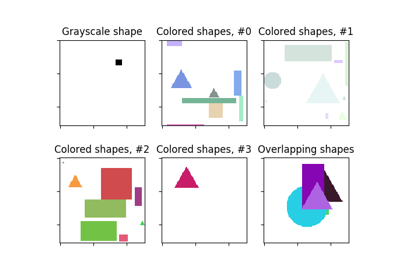 Grayscale shape
Colored shapes, #0
Colored shapes, #1
Colored shapes, #2
Colored shapes, #3
Overlapping shapes